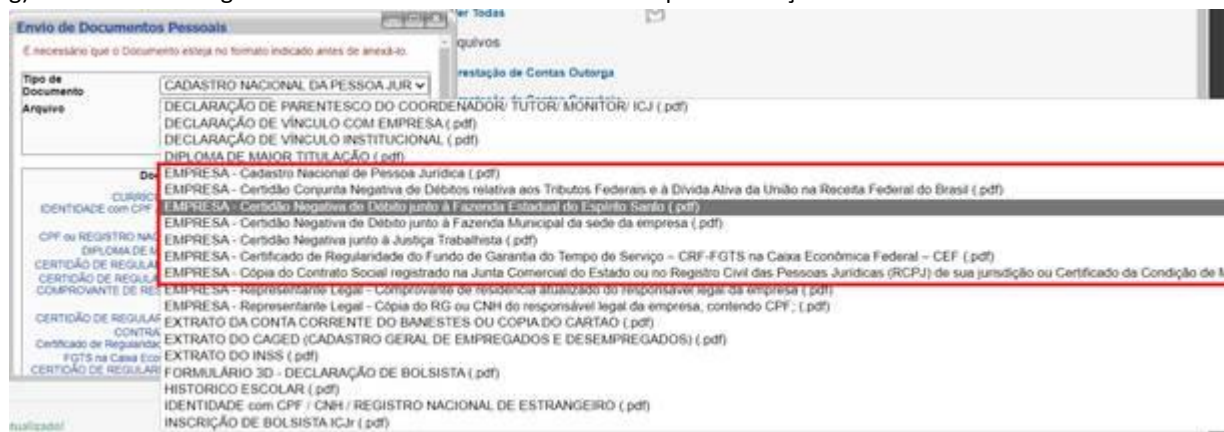 Ler Todas
Envio de Documentos Pessoais
É necessário que o Documento esteja no formato indicado antes de anexá-lo.
quivos
restação de Contas Outorga
Tipo de Documento
CADASTRO NACIONAL DA PESSOA JUR
Arquivo
DECLARAÇÃO DE PARENTESCO DO COORDENADOR/ TUTOR/ MONITOR/ ICJ (.pdf)
DECLARAÇÃO DE VÍNCULO COM EMPRESA (.pdf)
DECLARAÇÃO DE VÍNCULO INSTITUCIONAL (.pdf)
DIPLOMA DE MAIOR TITULAÇÃO (.pdf)
Do
EMPRESA - Cadastro Nacional de Pessoa Jurídica (.pdf)
EMPRESA - Certidão Conjunta Negativa de Débitos relativa aos Tributos Federais e à Dívida Ativa da União na Receita Federal do Brasil (.pdf)
CURRIC
IDENTIDADE com CPF
EMPRESA - Certidão Negativa de Débito junto à Fazenda Estadual do Espírito Santo (.pdf)
EMPRESA - Certidão Negativa de Débito junto à Fazenda Municipal da sede da empresa (.pdf)
CPF ou REGISTRO NAC
EMPRESA - Certidão Negativa junto à Justiça Trabalhista (.pdf)
DIPLOMA DE M
EMPRESA - Certificado de Regularidade do Fundo de Garantia do Tempo de Serviço – CRF-FGTS na Caixa Econômica Federal – CEF (.pdf)
CERTIDÃO DE REGULA
CERTIDÃO DE REGULA
EMPRESA - Cópia do Contrato Social registrado na Junta Comercial do Estado ou no Registro Civil das Pessoas Jurídicas (RCPJ) de sua jurisdição ou Certificado da Condição de M
COMPROVANTE DE RES
EMPRESA - Representante Legal - Comprovante de residência atualizado do responsável legal da empresa (.pdf)
EMPRESA - Representante Legal - Cópia do RG ou CNH do responsável legal da empresa, contendo CPF; (.pdf)
CERTIDÃO DE REGULAR
EXTRATO DA CONTA CORRENTE DO BANESTES OU COPIA DO CARTAO (.pdf)
CONTRA
EXTRATO DO CAGED (CADASTRO GERAL DE EMPREGADOS E DESEMPREGADOS) (.pdf)
Certificado de Regularidad
FGTS na Caixa Eco
EXTRATO DO INSS (.pdf)
CERTIDÃO DE REGULARI
FORMULÁRIO 3D - DECLARAÇÃO DE BOLSISTA (.pdf)
HISTORICO ESCOLAR (.pdf)
IDENTIDADE com CPF / CNH / REGISTRO NACIONAL DE ESTRANGEIRO (.pdf)
INSCRIÇÃO DE BOLSISTA ICJr (.pdf)
tualizado!